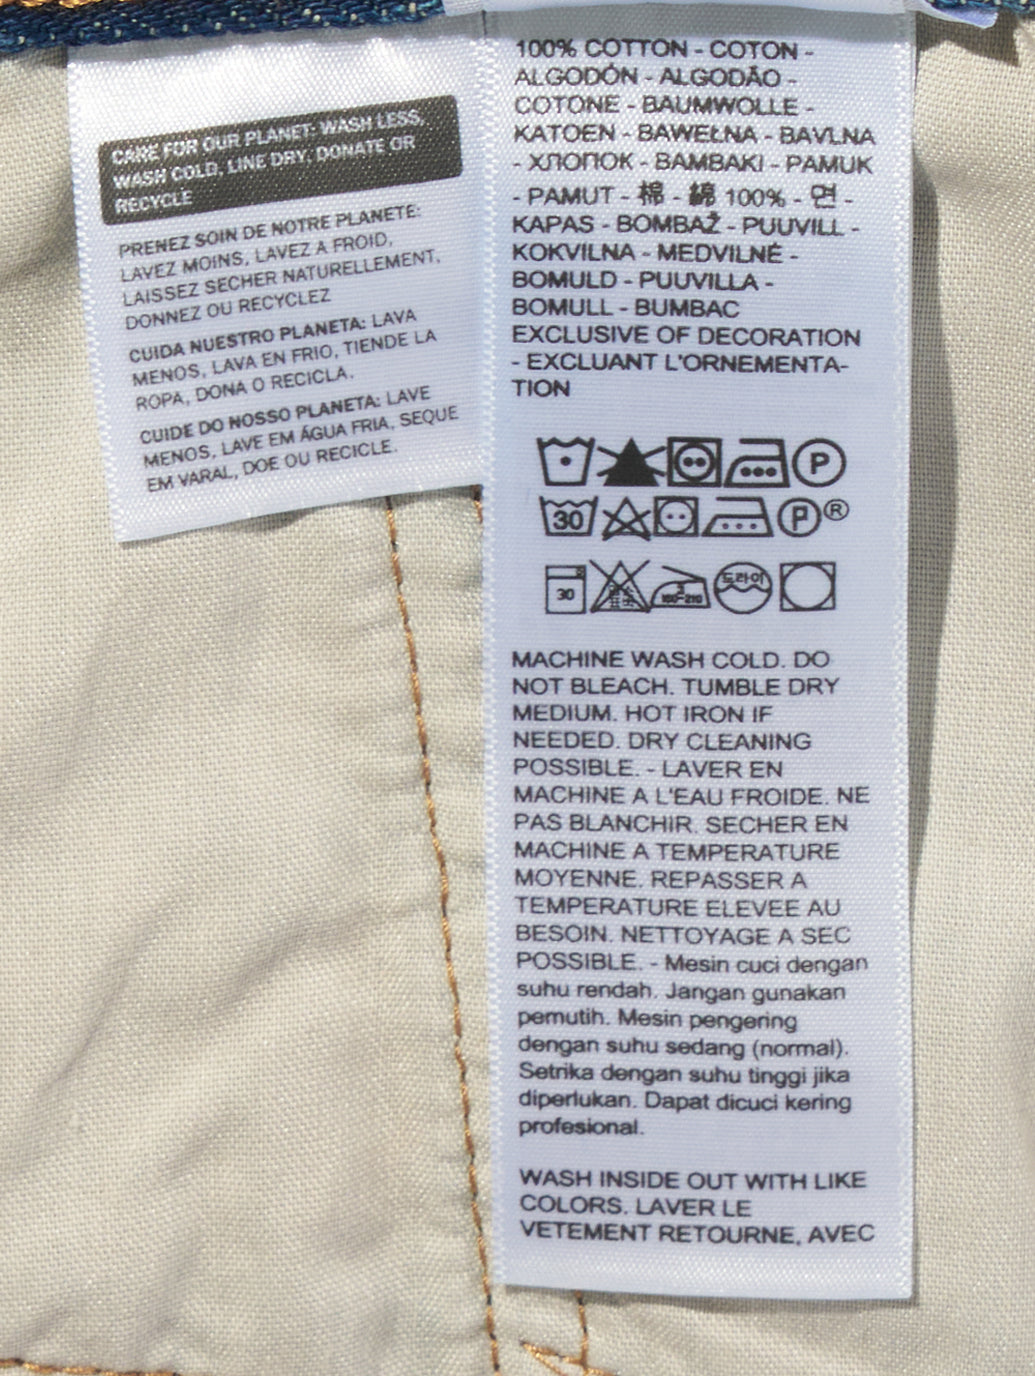 CARE FOR OUR PLANET: WASH LESS,
WASH COLD, LINE DRY, DONATE OR
RECYCLE
PRENEZ SOIN DE NOTRE PLANETE:
LAVEZ MOINS, LAVEZ A FROID,
LAISSEZ SECHER NATURELLEMENT,
DONNEZ OU RECYCLEZ
CUIDA NUESTRO PLANETA: LAVA
MENOS, LAVA EN FRIO, TIENDE LA
ROPA, DONA O RECICLA.
CUIDE DO NOSSO PLANETA: LAVE
MENOS, LAVE EM ÁGUA FRIA, SEQUE
EM VARAL, DOE OU RECICLE.
100% COTTON - COTON -
ALGODÓN - ALGODÃO -
COTONE - BAUMWOLLE -
KATOEN - BAWEŁNA - BAVLNA
- ХЛОПОК - BAMBAKI - PAMUK
- PAMUT - 棉 - 綿 100% - 면 -
KAPAS - BOMBAŽ - PUUVILL -
KOKVILNA - MEDVILNĖ -
BOMULD - PUUVILLA -
BOMULL - BUMBAC
EXCLUSIVE OF DECORATION
- EXCLUANT L'ORNEMENTA-
TION
P
30 P ®
30 160-210 드라이
MACHINE WASH COLD. DO
NOT BLEACH. TUMBLE DRY
MEDIUM. HOT IRON IF
NEEDED. DRY CLEANING
POSSIBLE. - LAVER EN
MACHINE A L'EAU FROIDE. NE
PAS BLANCHIR. SECHER EN
MACHINE A TEMPERATURE
MOYENNE. REPASSER A
TEMPERATURE ELEVEE AU
BESOIN. NETTOYAGE A SEC
POSSIBLE. - Mesin cuci dengan
suhu rendah. Jangan gunakan
pemutih. Mesin pengering
dengan suhu sedang (normal).
Setrika dengan suhu tinggi jika
diperlukan. Dapat dicuci kering
profesional.
WASH INSIDE OUT WITH LIKE
COLORS. LAVER LE
VETEMENT RETOURNE, AVEC